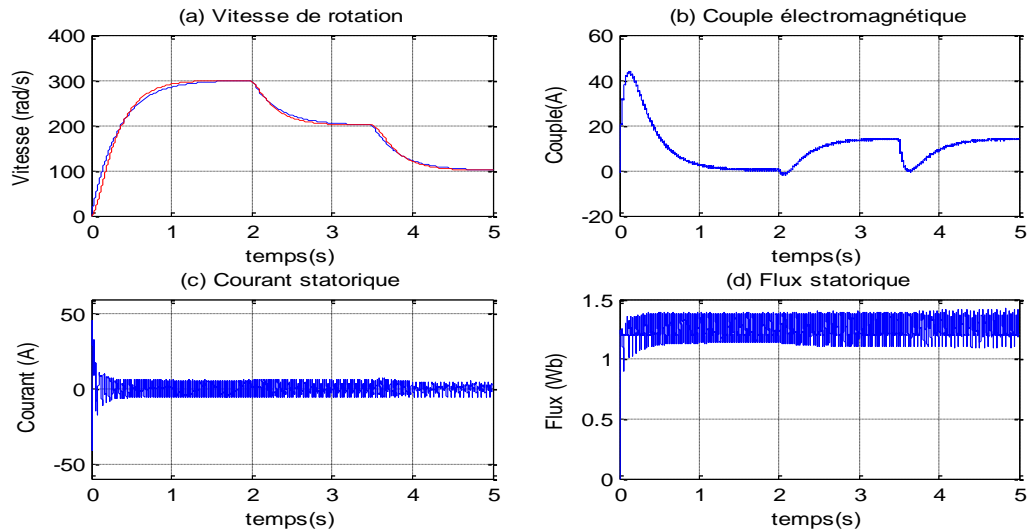 (a) Vitesse de rotation
Vitesse (rad/s)
400
300
200
100
0
0 1 2 3 4 5
temps(s)
(b) Couple électromagnétique
Couple(A)
60
40
20
0
-20
0 1 2 3 4 5
temps(s)
(c) Courant statorique
Courant (A)
50
0
-50
0 1 2 3 4 5
temps(s)
(d) Flux statorique
Flux (Wb)
1.5
1
0.5
0
0 1 2 3 4 5
temps(s)